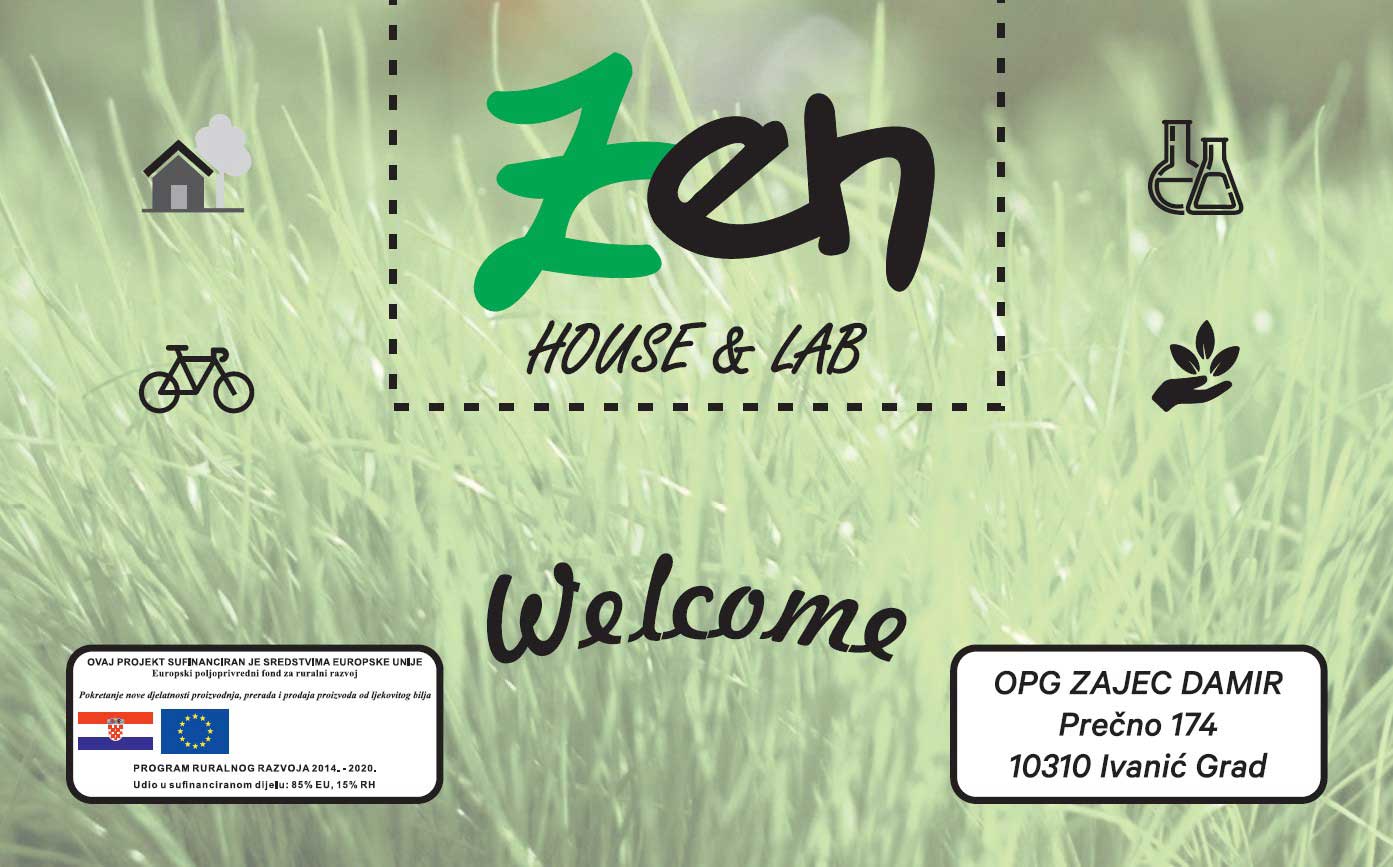 Zen
HOUSE & LAB
Welcome
OVAJ PROJEKT SUFINANCIRAN JE SREDSTVIMA EUROPSKE UNIJE
Europski poljoprivredni fond za ruralni razvoj
Pokretanje nove djelatnosti proizvodnja, prerada i prodaja proizvoda od ljekovitog bilja
PROGRAM RURALNOG RAZVOJA 2014. - 2020.
Udio u sufinanciranom dijelu: 85% EU, 15% RH
OPG ZAJEC DAMIR
Prečno 174
10310 Ivanić Grad